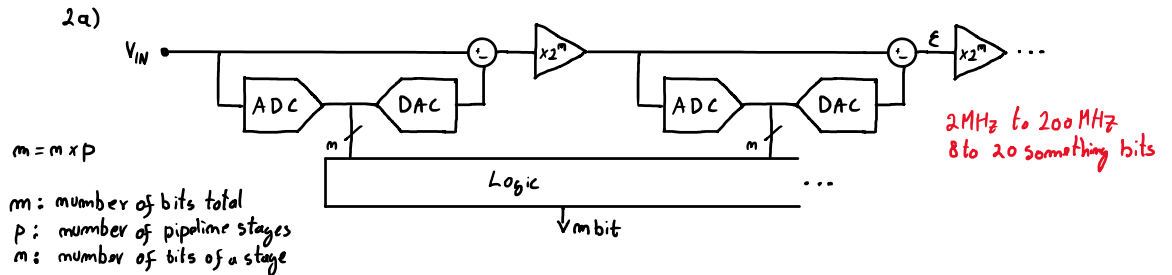 2a)
V_IN
+ -
x2^m
+ -
ε
x2^m
...
ADC
DAC
ADC
DAC
2MHz to 200MHz
8 to 20 something bits
m
m
m = m x p
Logic
...
m: number of bits total
p: number of pipeline stages
m bit
m: number of bits of a stage